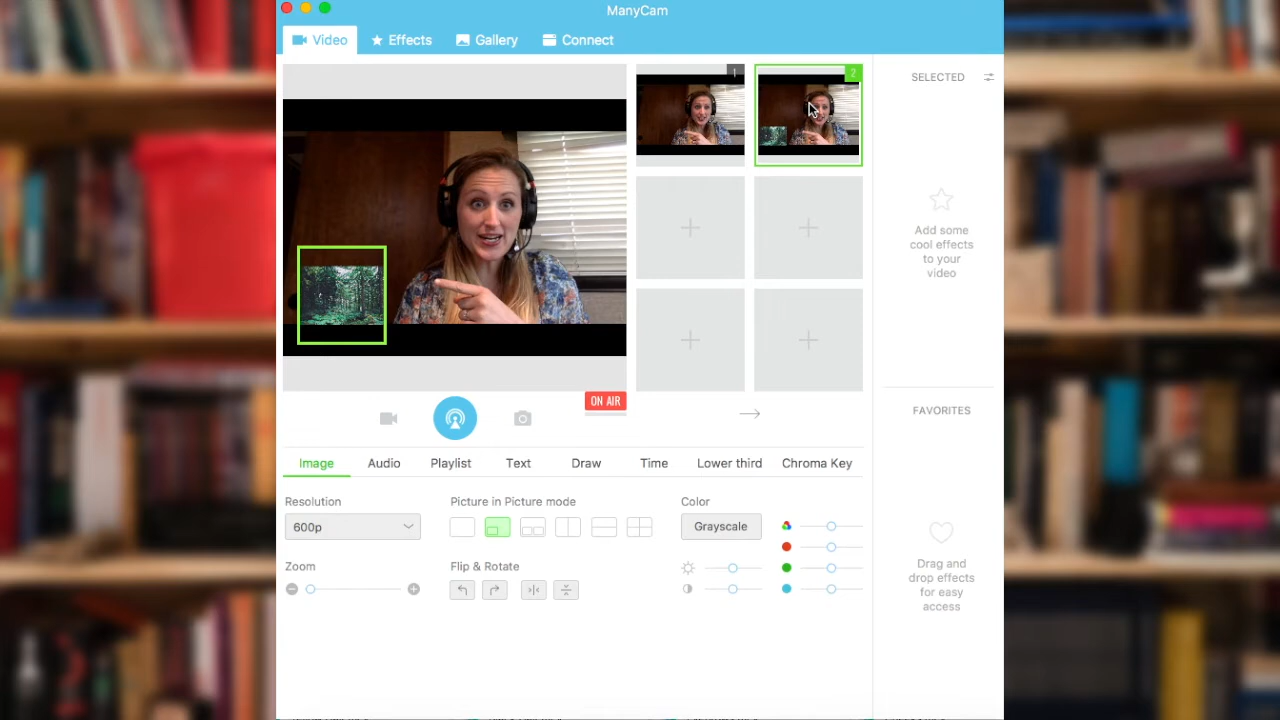 ManyCam
Video
Effects
Gallery
Connect
1
2
SELECTED
Add some
cool effects
to your
video
ON AIR
FAVORITES
Image
Audio
Playlist
Text
Draw
Time
Lower third
Chroma Key
Resolution
Picture in Picture mode
Color
600p
Grayscale
Zoom
Flip & Rotate
Drag and
drop effects
for easy
access